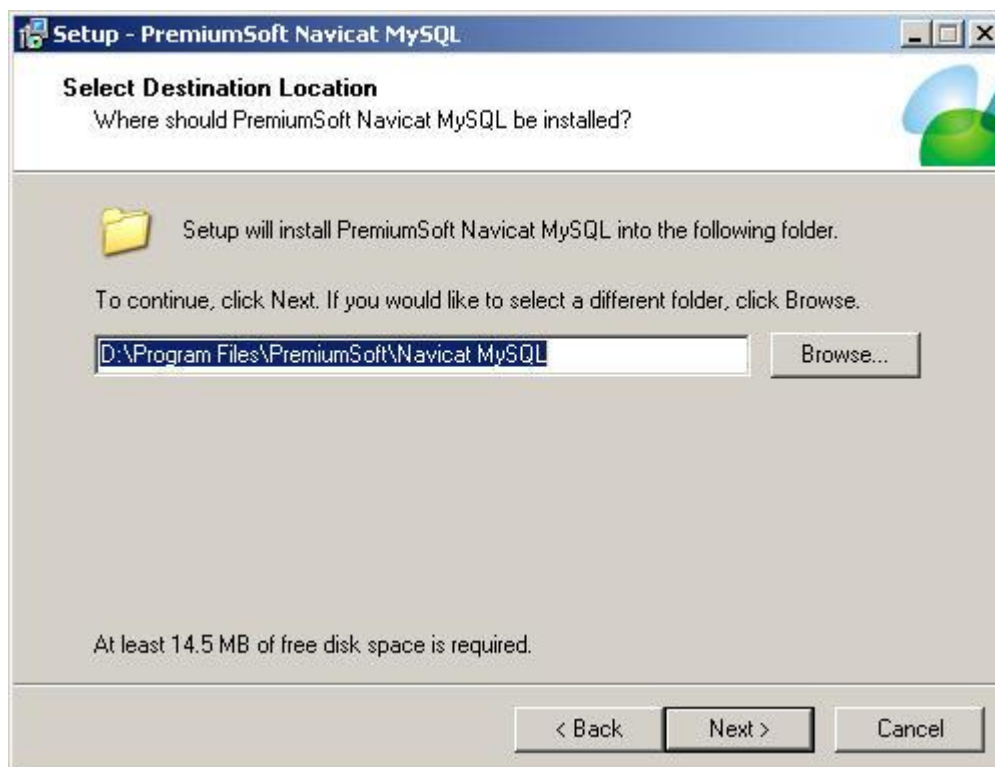 Setup - PremiumSoft Navicat MySQL
Select Destination Location
Where should PremiumSoft Navicat MySQL be installed?
Setup will install PremiumSoft Navicat MySQL into the following folder.
To continue, click Next. If you would like to select a different folder, click Browse.
D:\Program Files\PremiumSoft\Navicat MySQL
Browse...
At least 14.5 MB of free disk space is required.
< Back
Next >
Cancel